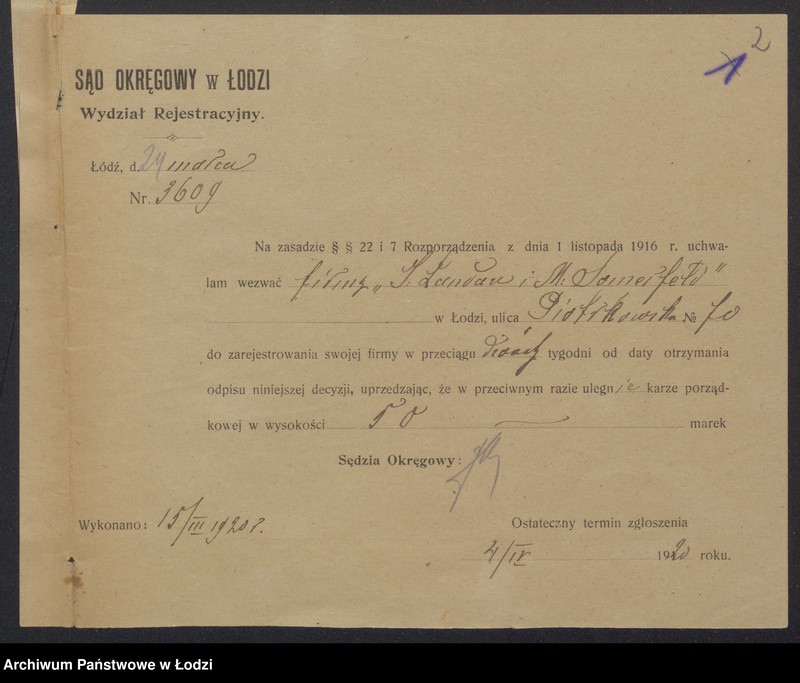 2
1
SĄD OKRĘGOWY w ŁODZI
Wydział Rejestracyjny.
Łódź, d. 24 marca
Nr. 3609
Na zasadzie § § 22 i 7 Rozporządzenia z dnia 1 listopada 1916 r. uchwa-
lam wezwać firmę „S. Landau i M. Somerfeld"
w Łodzi, ulica Piotrkowska №
do zarejestrowania swojej firmy w przeciągu dwóch tygodni od daty otrzymania
odpisu niniejszej decyzji, uprzedzając, że w przeciwnym razie ulegnie karze porząd-
kowej w wysokości 50 marek
Sędzia Okręgowy:
Wykonano: 15/III 1920 r.
Ostateczny termin zgłoszenia
4/IV 1920 roku.
Archiwum Państwowe w Łodzi